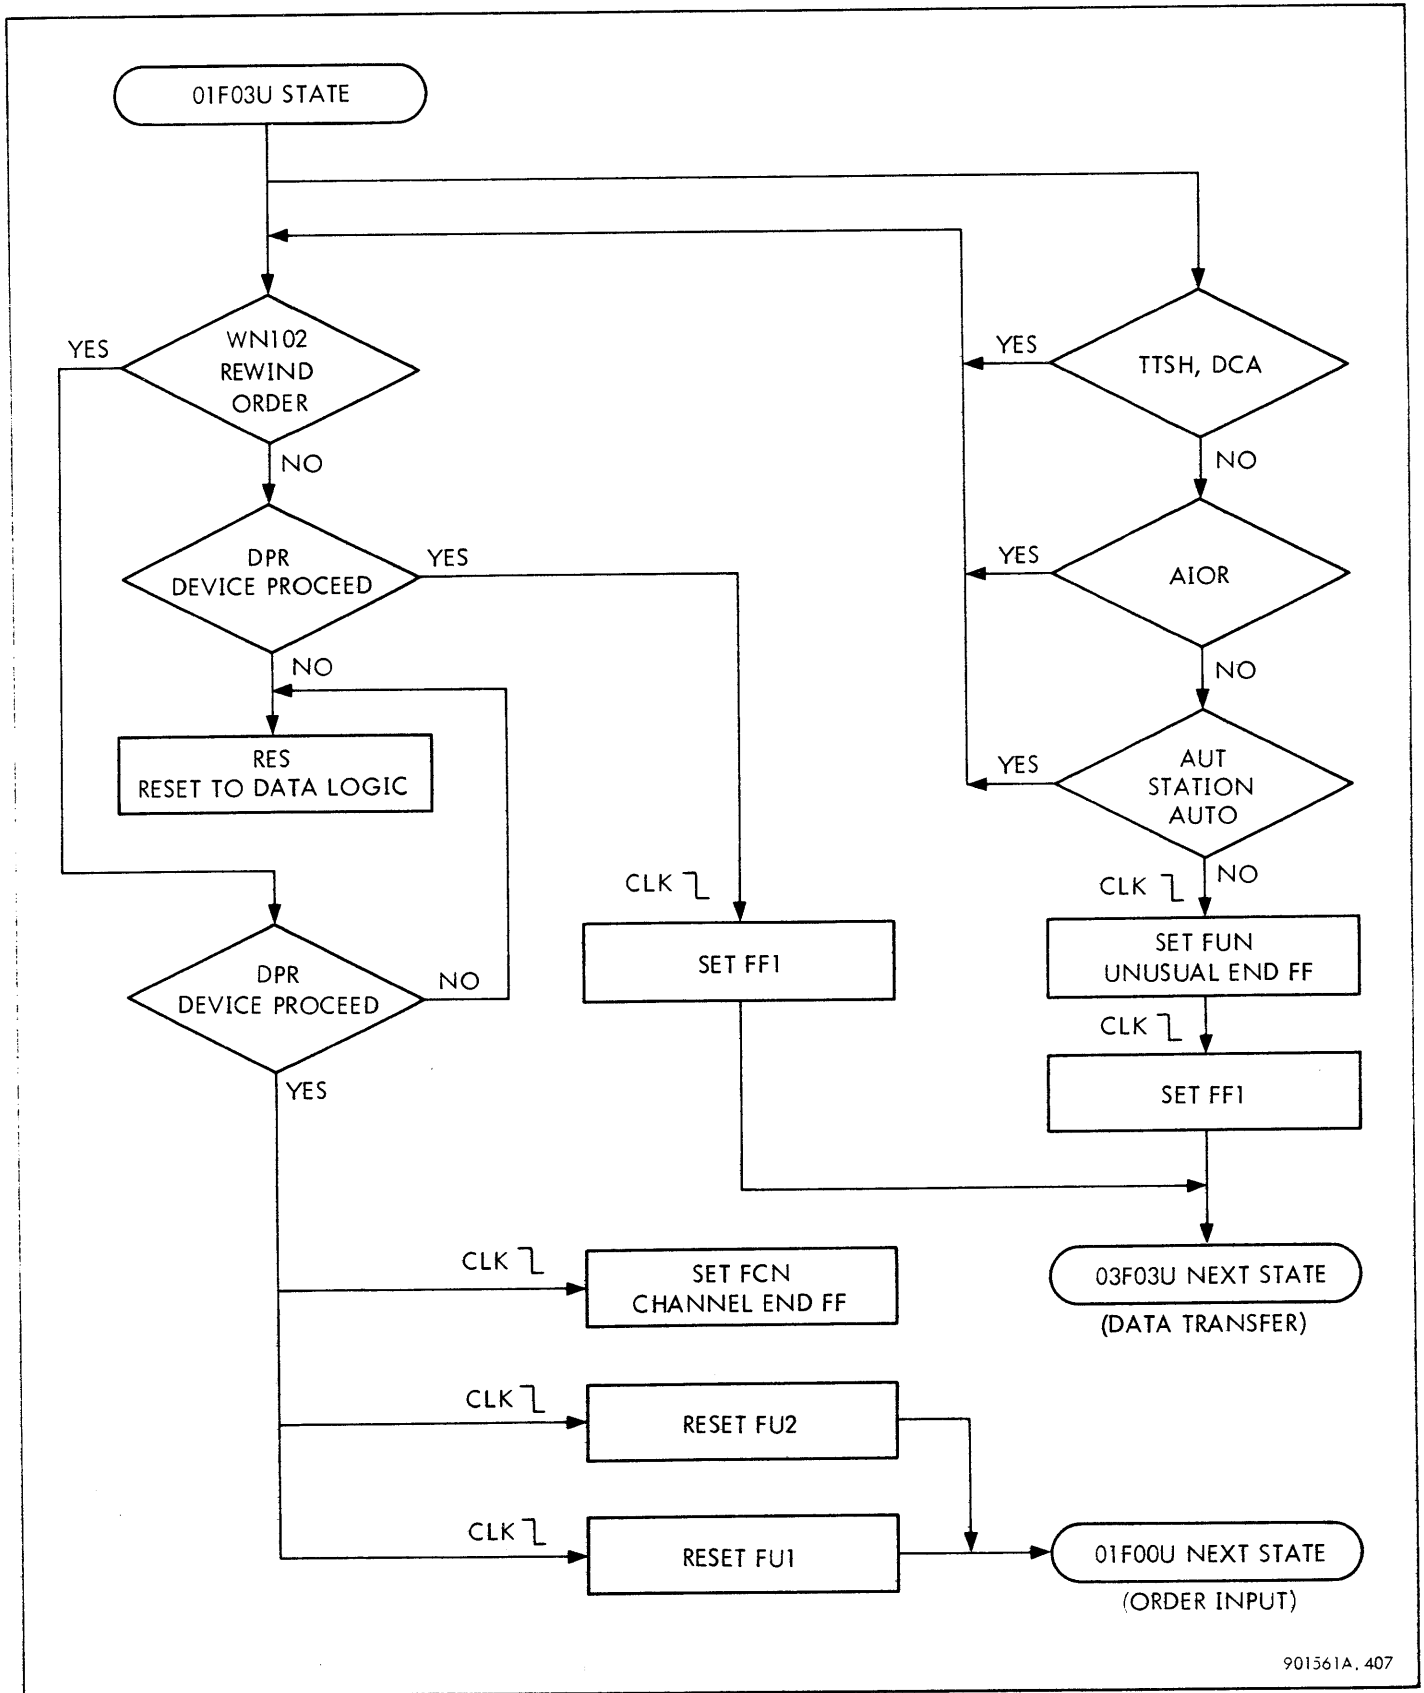 01F03U STATE
YES
WN102
REWIND
ORDER
NO
YES
TTSH, DCA
NO
DPR
DEVICE PROCEED
YES
NO
YES
AIOR
NO
RES
RESET TO DATA LOGIC
YES
AUT
STATION
AUTO
NO
CLK
CLK
DPR
DEVICE PROCEED
NO
YES
SET FF1
SET FUN
UNUSUAL END FF
CLK
SET FF1
CLK
SET FCN
CHANNEL END FF
03F03U NEXT STATE
(DATA TRANSFER)
CLK
RESET FU2
CLK
RESET FU1
01F00U NEXT STATE
(ORDER INPUT)
901561A. 407